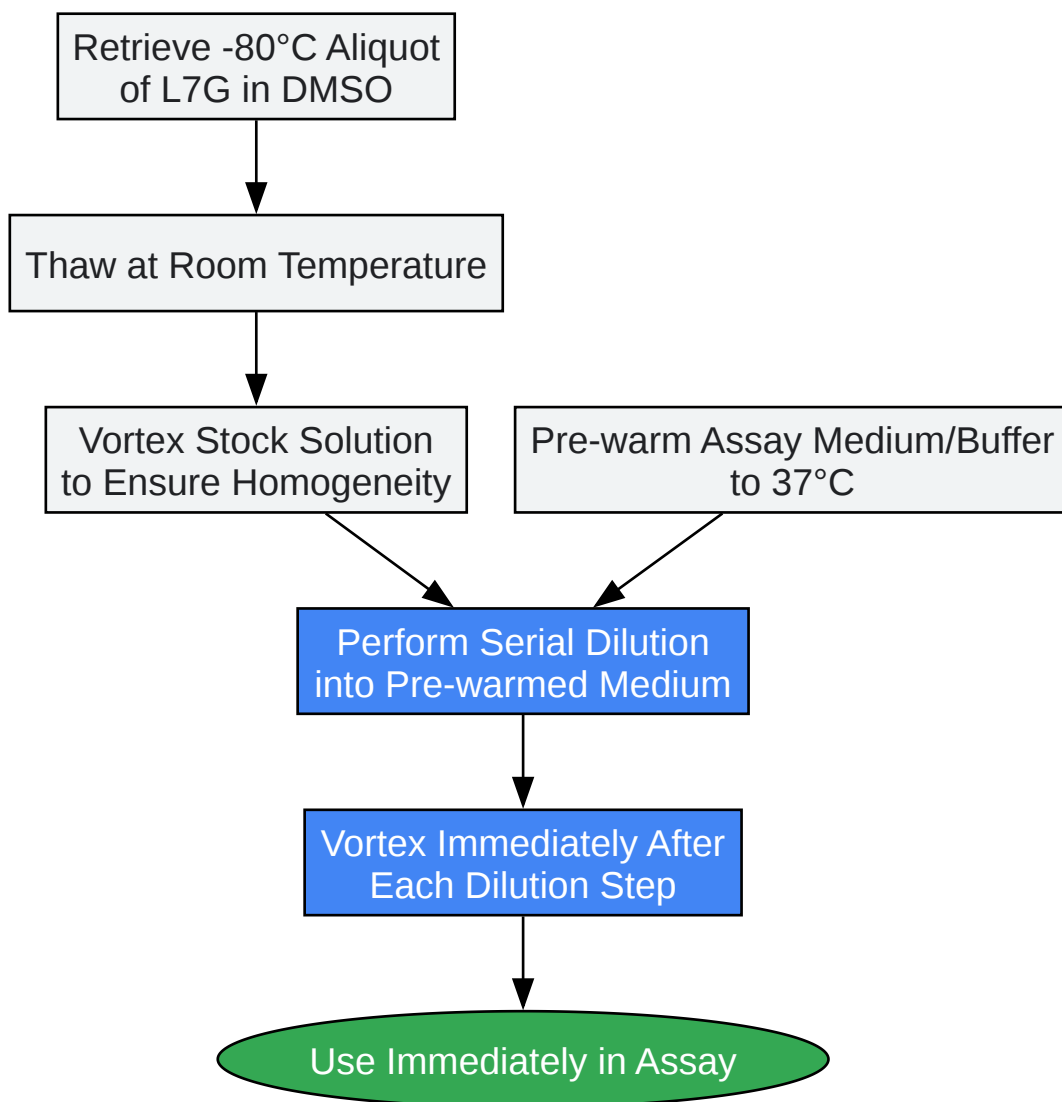 Retrieve -80°C Aliquot
of L7G in DMSO
Thaw at Room Temperature
Vortex Stock Solution
to Ensure Homogeneity
Pre-warm Assay Medium/Buffer
to 37°C
Perform Serial Dilution
into Pre-warmed Medium
Vortex Immediately After
Each Dilution Step
Use Immediately in Assay